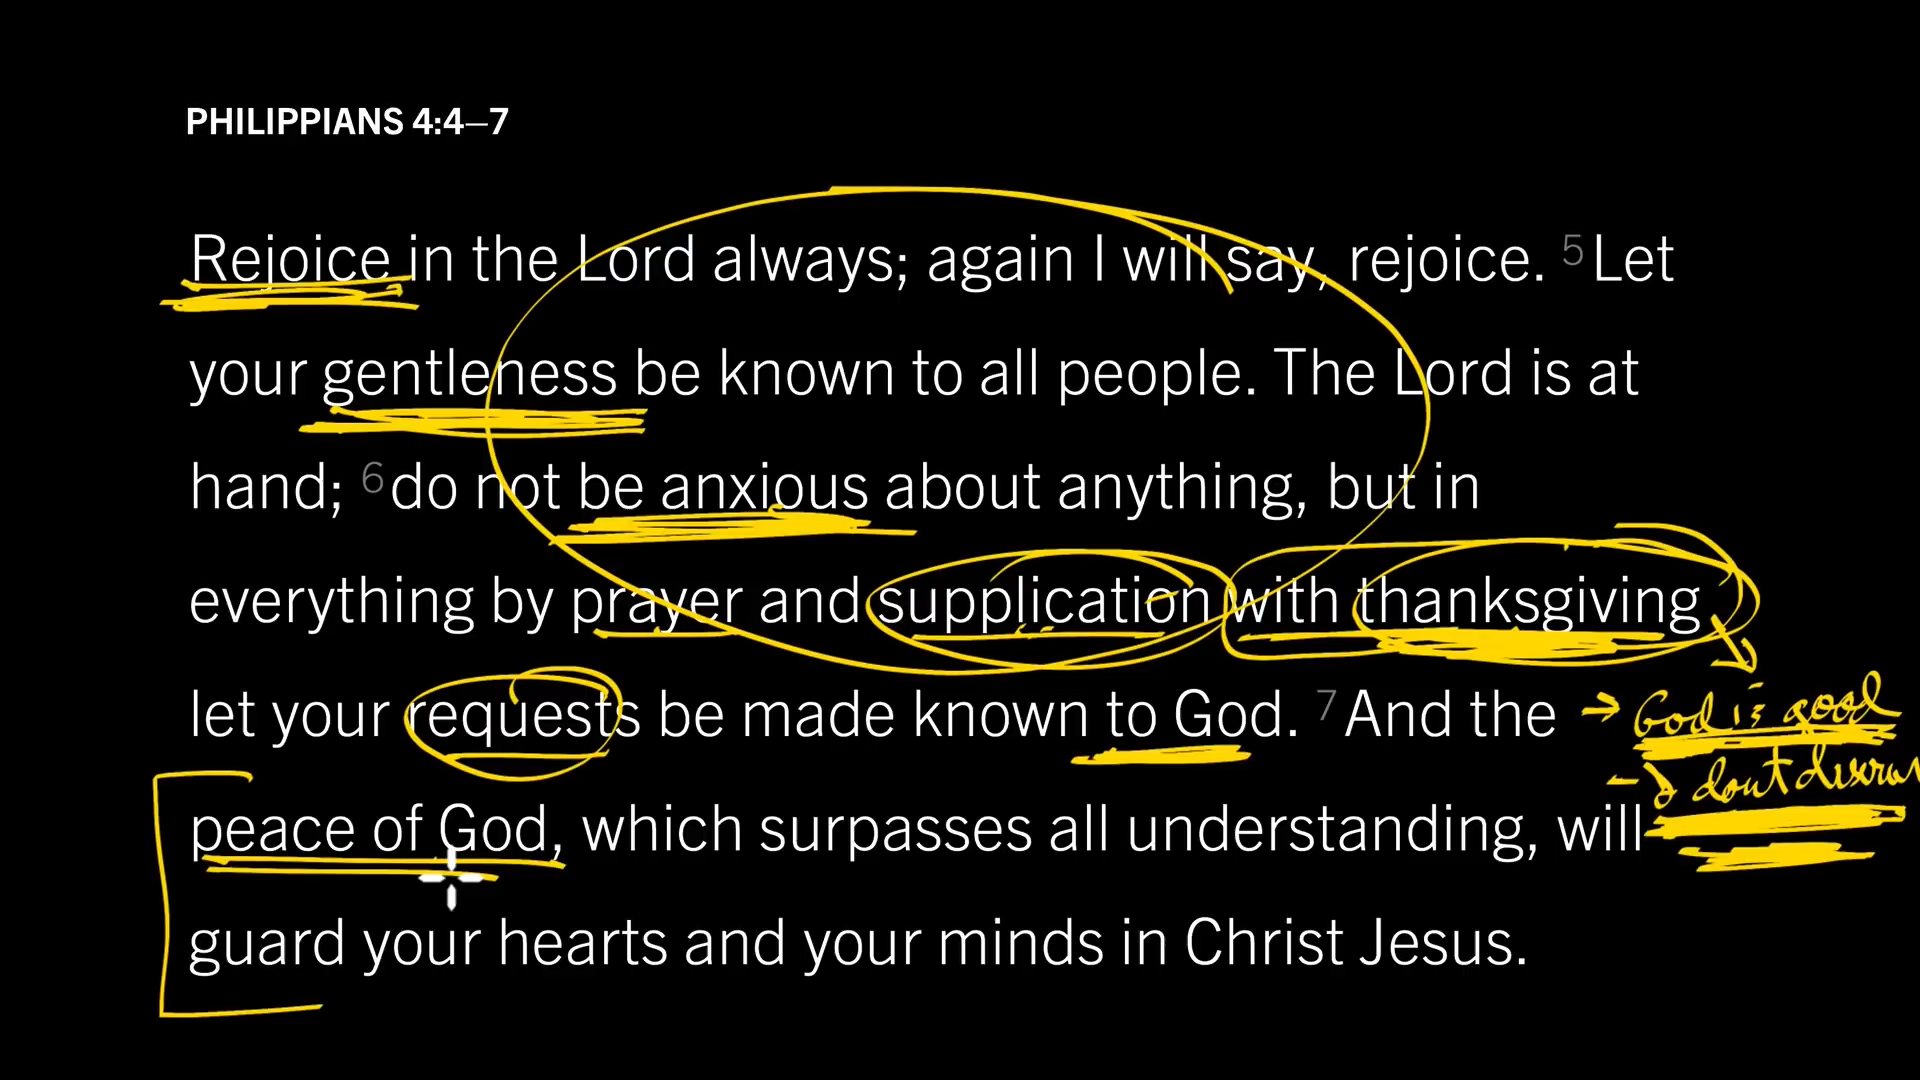 PHILIPPIANS 4:4–7
Rejoice in the Lord always; again I will say, rejoice. 5 Let
your gentleness be known to all people. The Lord is at
hand; 6 do not be anxious about anything, but in
everything by prayer and supplication with thanksgiving
let your requests be made known to God. 7 And the
→ God is good
dont
peace of God, which surpasses all understanding, will
guard your hearts and your minds in Christ Jesus.